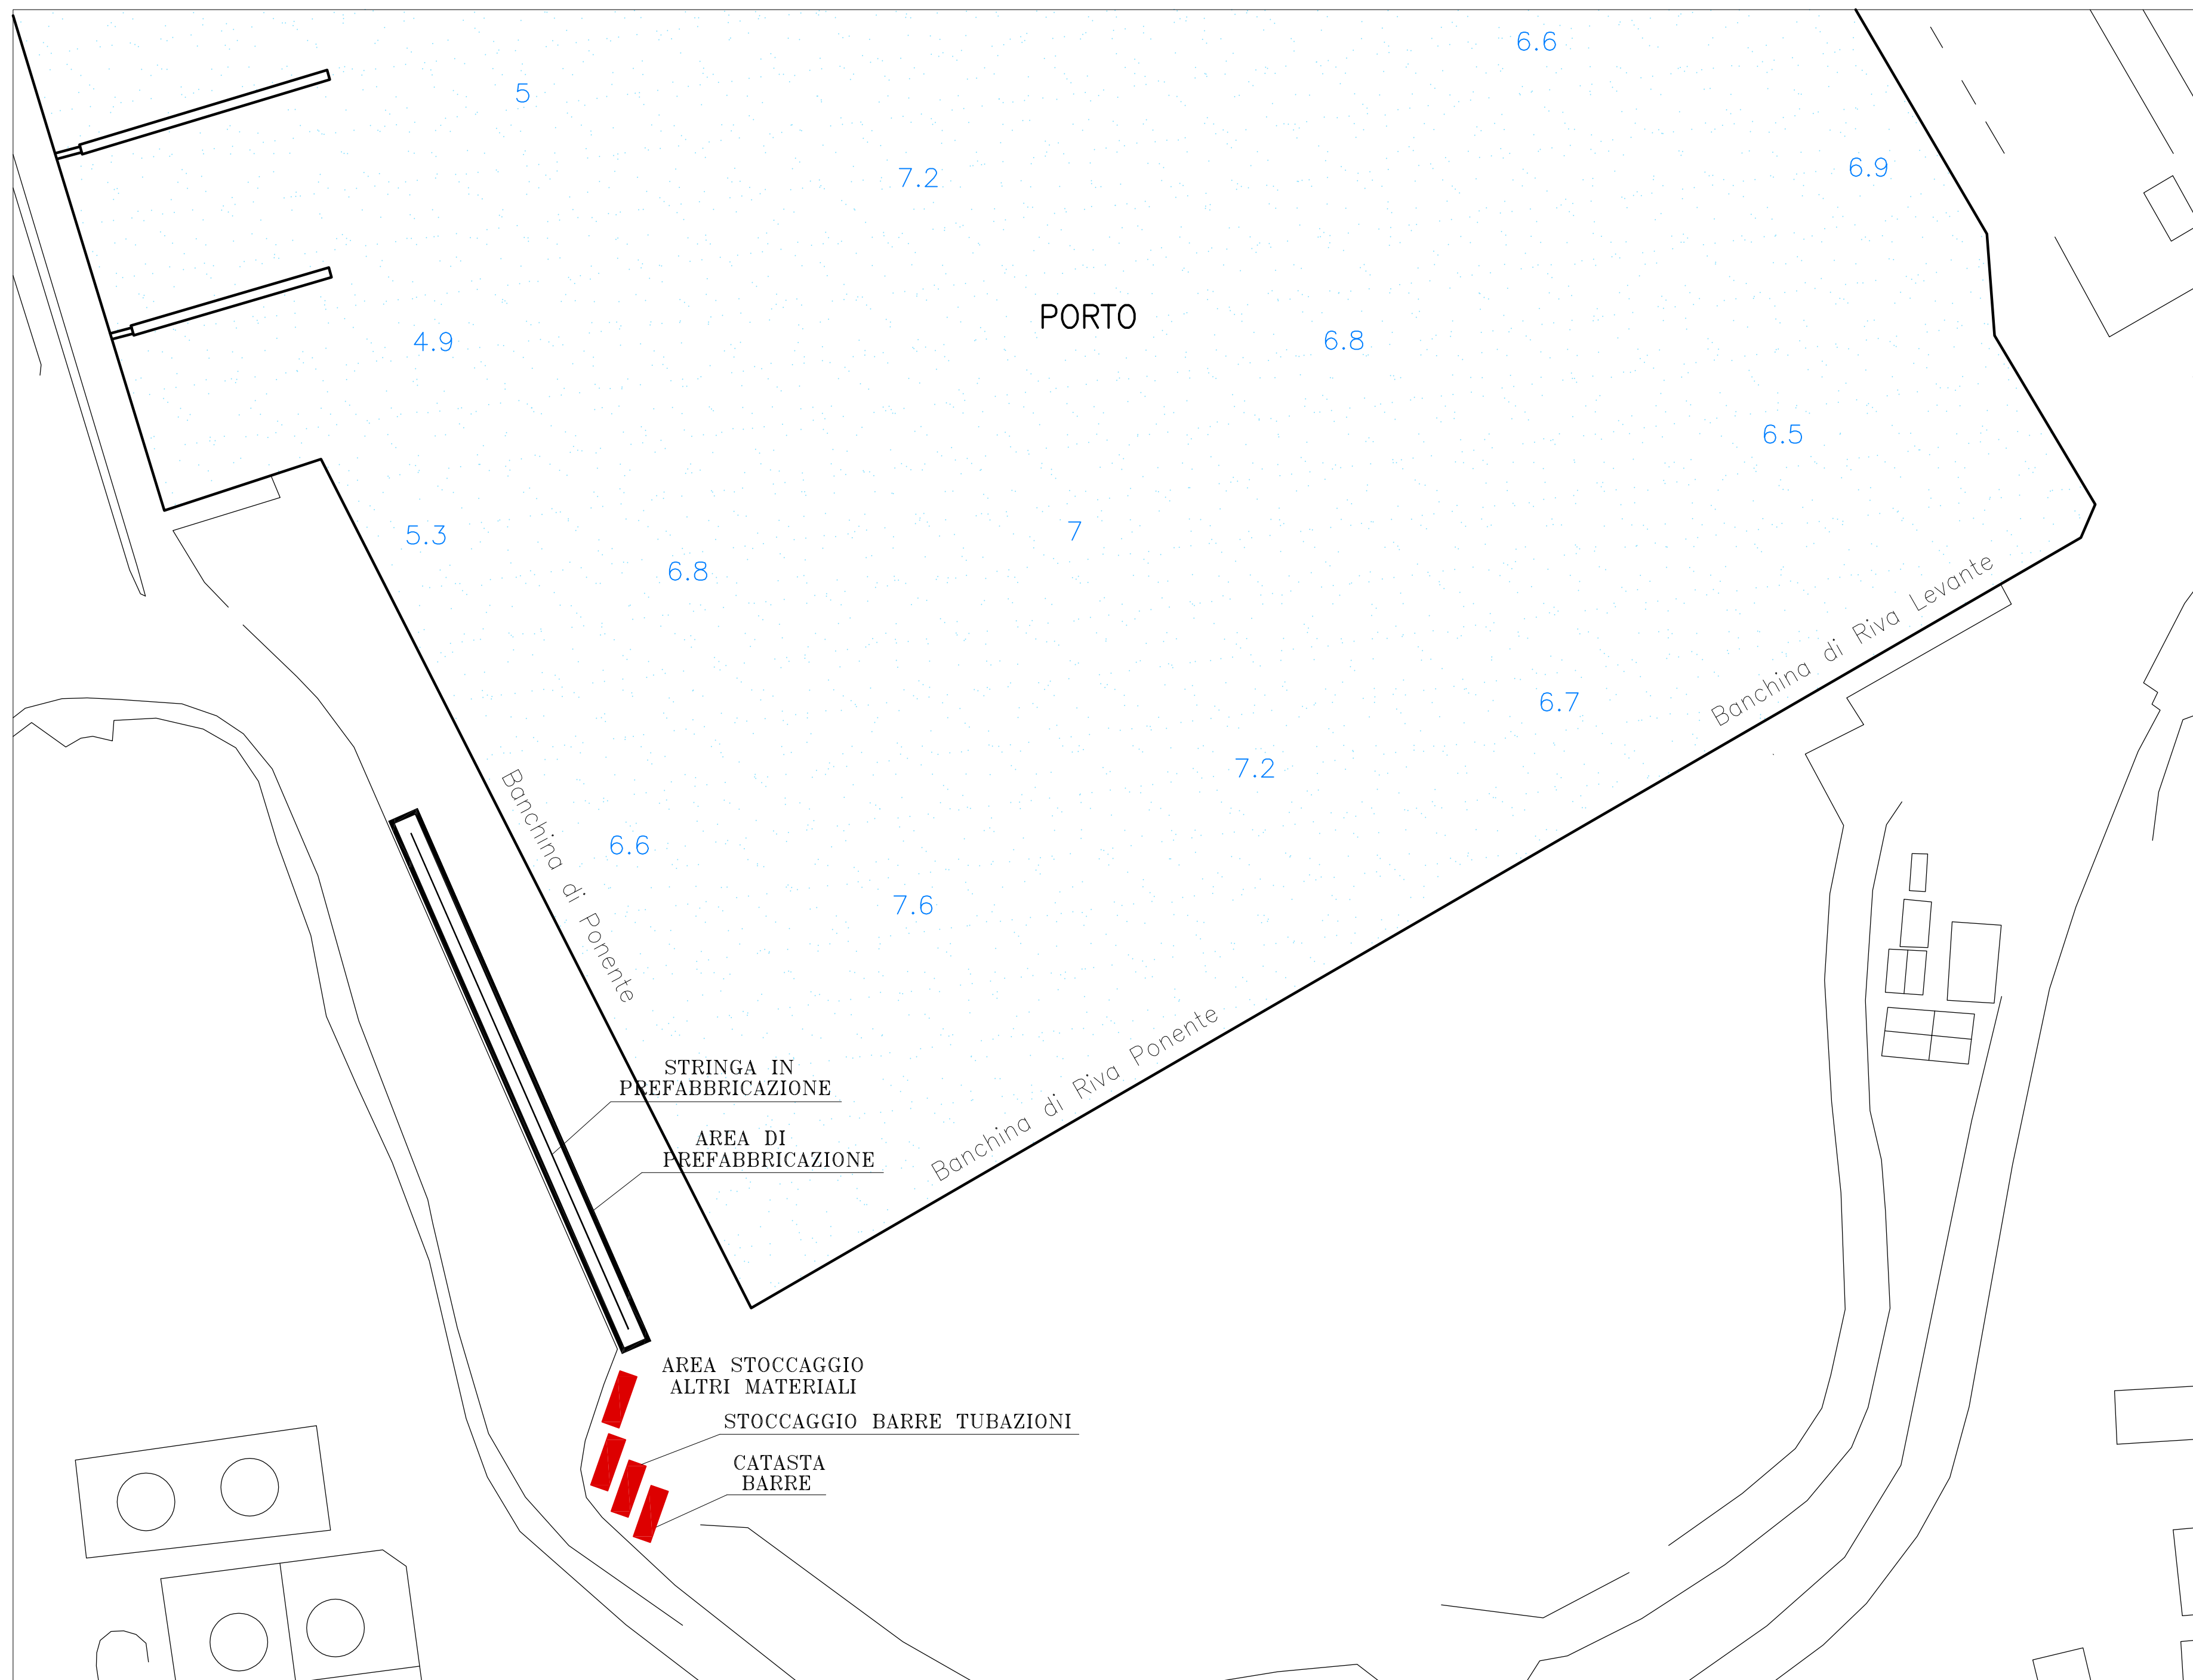 6.6
5
6.9
7.2
PORTO
4.9
6.8
6.5
5.3
7
6.8
Banchina di Riva Levante
6.7
7.2
Banchina di Ponente
6.6
7.6
Banchina di Riva Ponente
STRINGA IN
PREFABBRICAZIONE
AREA DI
PREFABBRICAZIONE
AREA STOCCAGGIO
ALTRI MATERIALI
STOCCAGGIO BARRE TUBAZIONI
CATASTA
BARRE